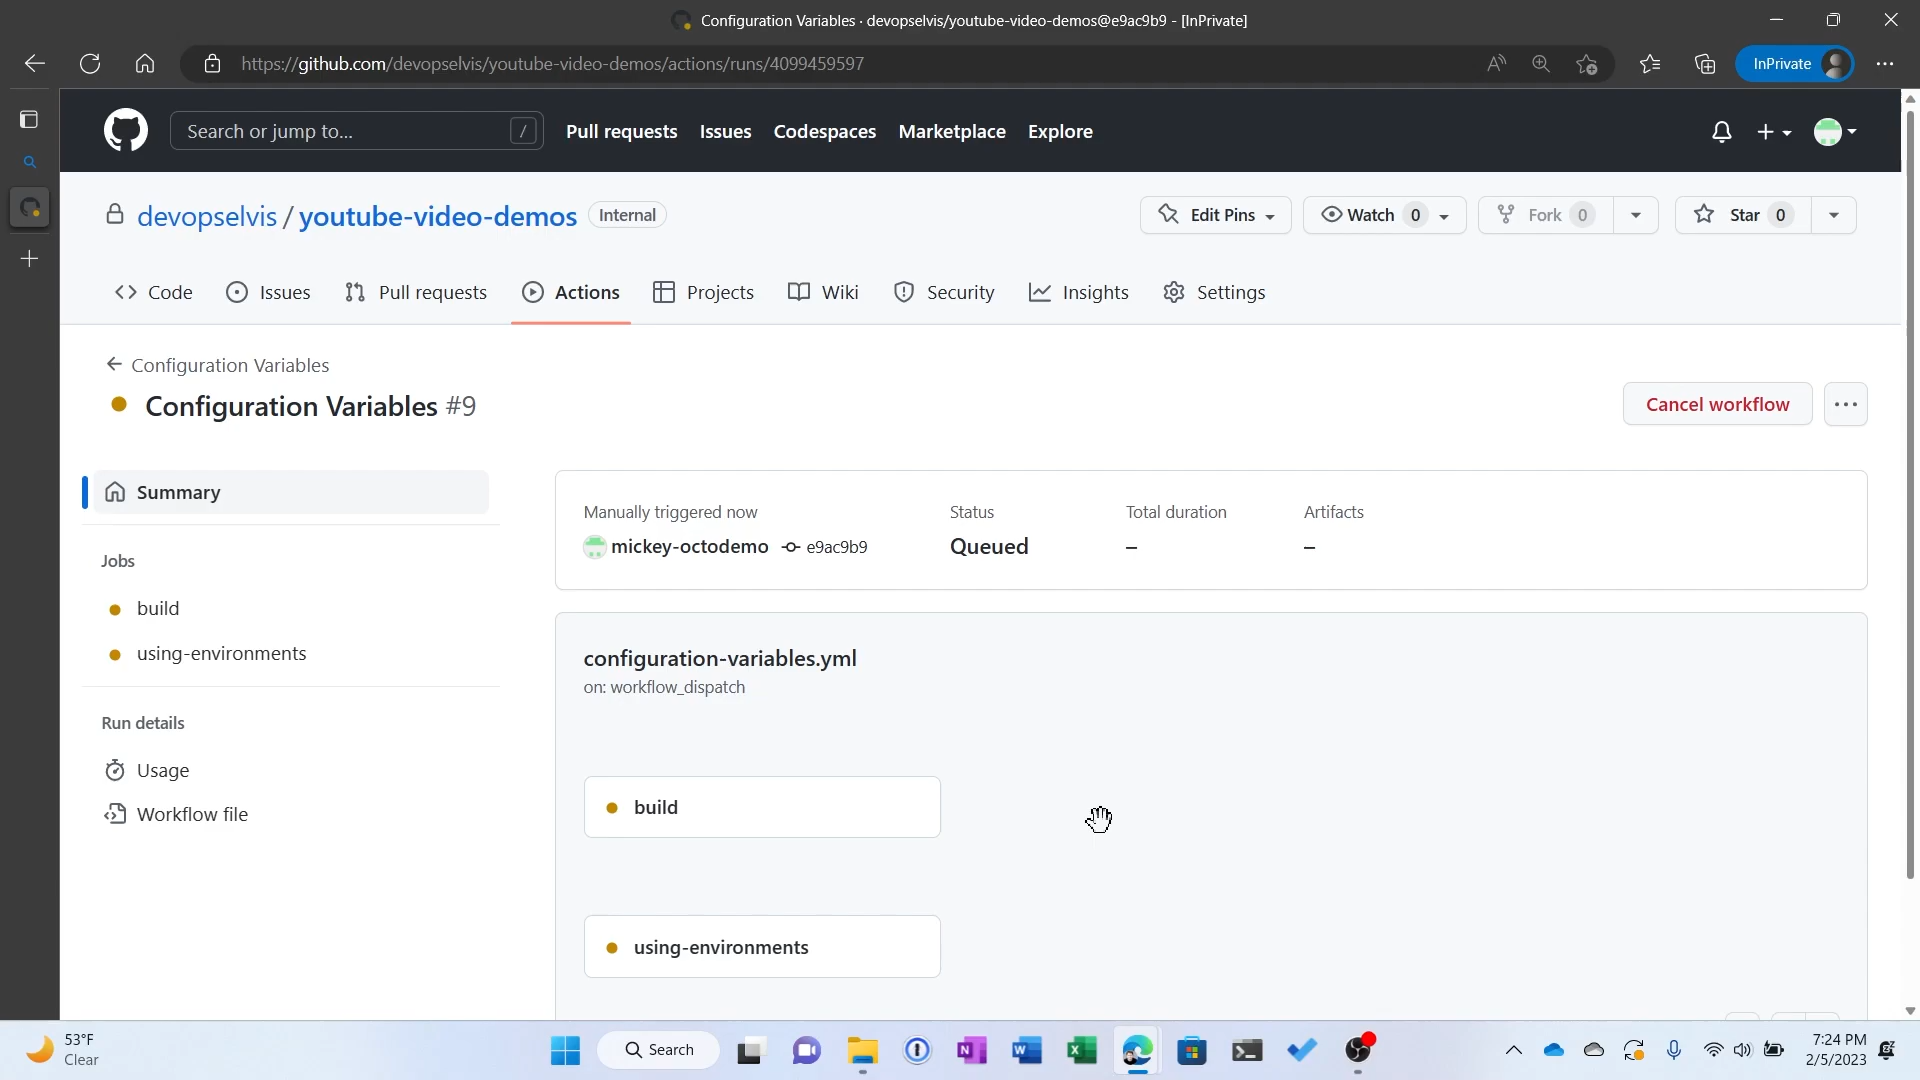 Configuration Variables · devopselvis/youtube-video-demos@e9ac9b9 - [InPrivate]
https://github.com/devopselvis/youtube-video-demos/actions/runs/4099459597
InPrivate
Search or jump to... /
Pull requests Issues Codespaces Marketplace Explore
devopselvis / youtube-video-demos Internal
Edit Pins Watch 0 Fork 0 Star 0
Code Issues Pull requests Actions Projects Wiki Security Insights Settings
Configuration Variables
Configuration Variables #9
Cancel workflow
Summary
Jobs
build
using-environments
Run details
Usage
Workflow file
Manually triggered now Status Total duration Artifacts
mickey-octodemo e9ac9b9 Queued – –
configuration-variables.yml
on: workflow_dispatch
build
using-environments
53°F
Clear
Search
7:24 PM
2/5/2023